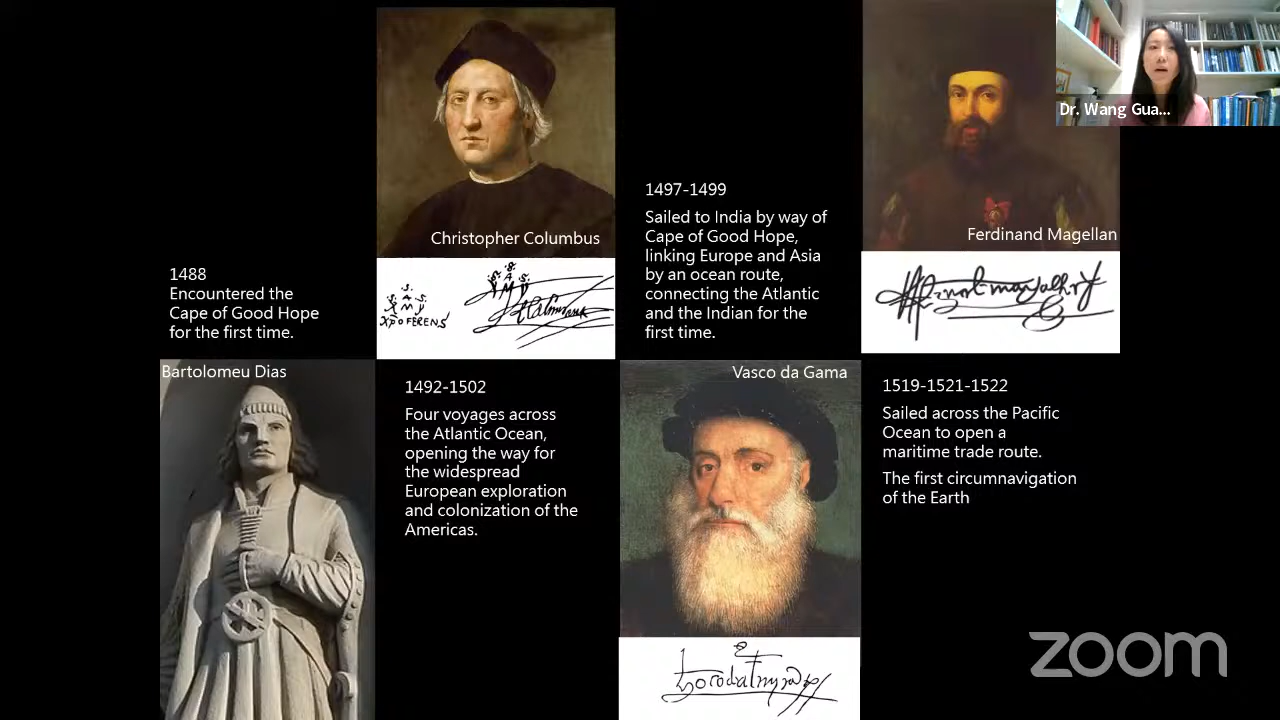 1488
Encountered the
Cape of Good Hope
for the first time.
Bartolomeu Dias
Christopher Columbus
.S.
.S. A .S.
X M Y
Xpo FERENS
1492-1502
Four voyages across
the Atlantic Ocean,
opening the way for
the widespread
European exploration
and colonization of the
Americas.
1497-1499
Sailed to India by way of
Cape of Good Hope,
linking Europe and Asia
by an ocean route,
connecting the Atlantic
and the Indian for the
first time.
Vasco da Gama
Ferdinand Magellan
1519-1521-1522
Sailed across the Pacific
Ocean to open a
maritime trade route.
The first circumnavigation
of the Earth
Dr. Wang Gua...
zoom